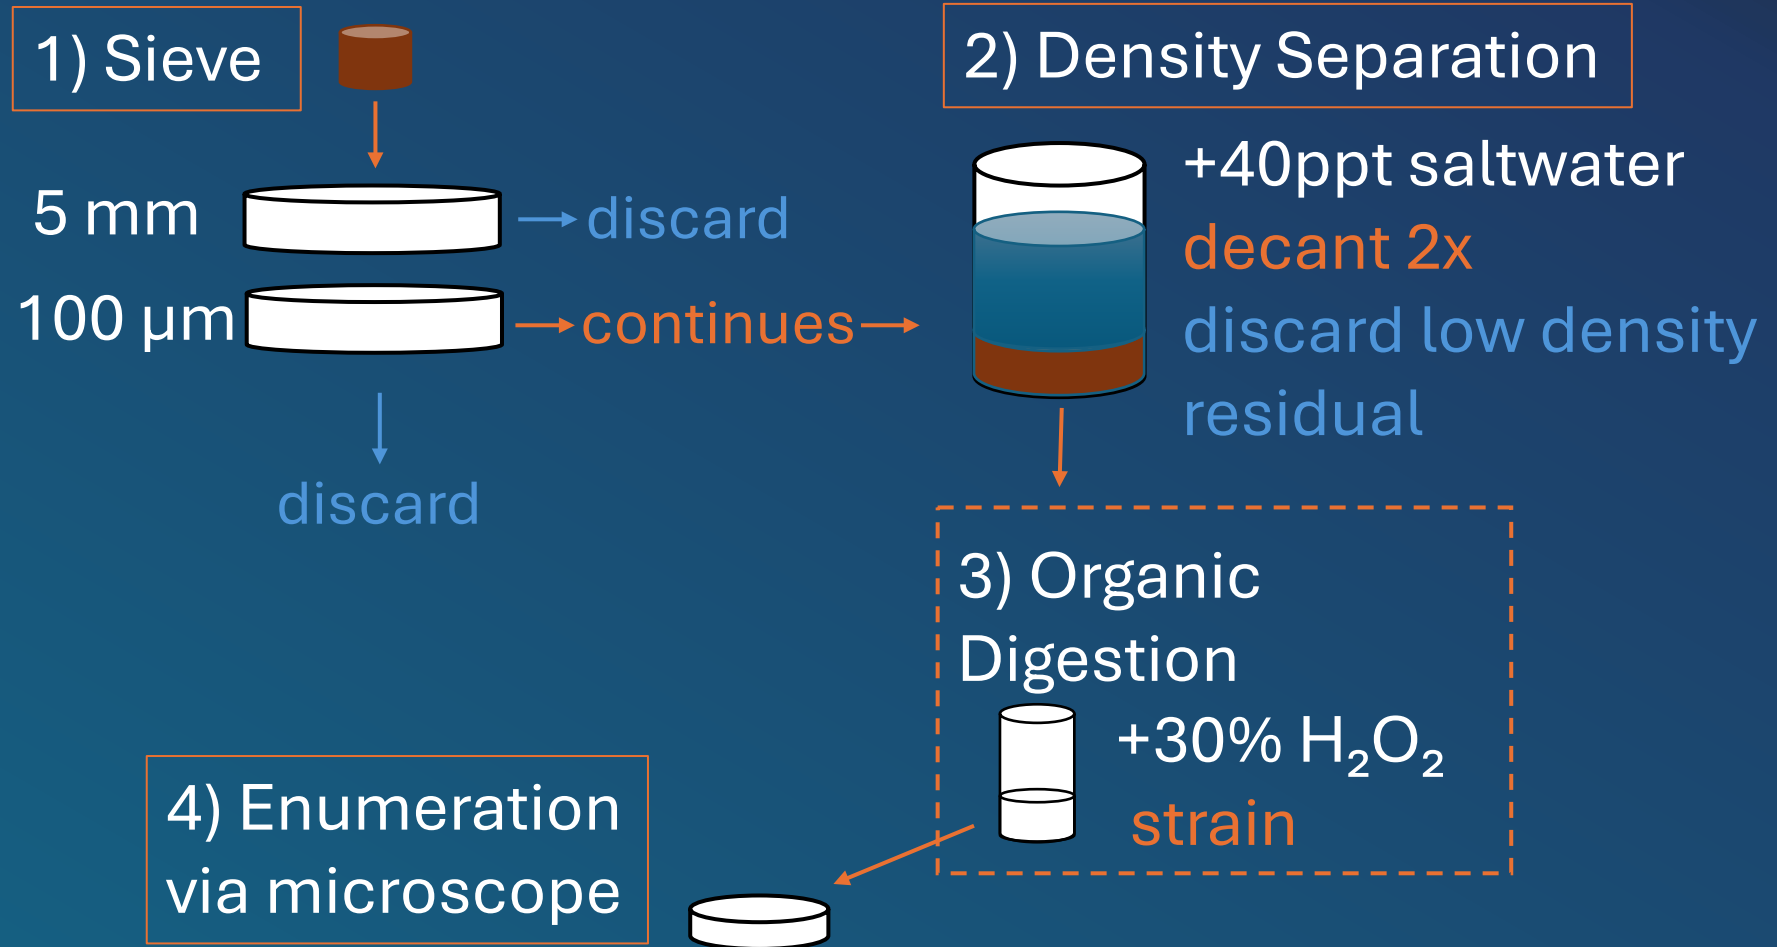 1) Sieve
5 mm
discard
100 µm
continues
discard
2) Density Separation
+40ppt saltwater
decant 2x
discard low density
residual
3) Organic
Digestion
+30% H₂O₂
strain
4) Enumeration
via microscope